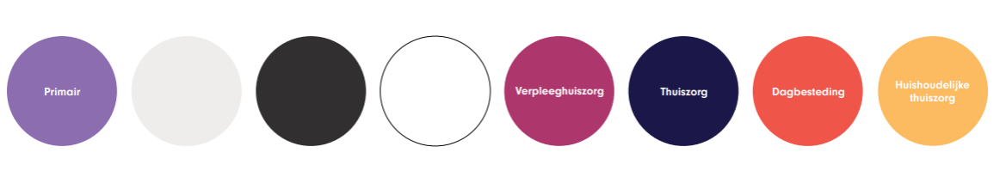 Primair
Verpleeghuiszorg
Thuiszorg
Dagbesteding
Huishoudelijke
thuiszorg